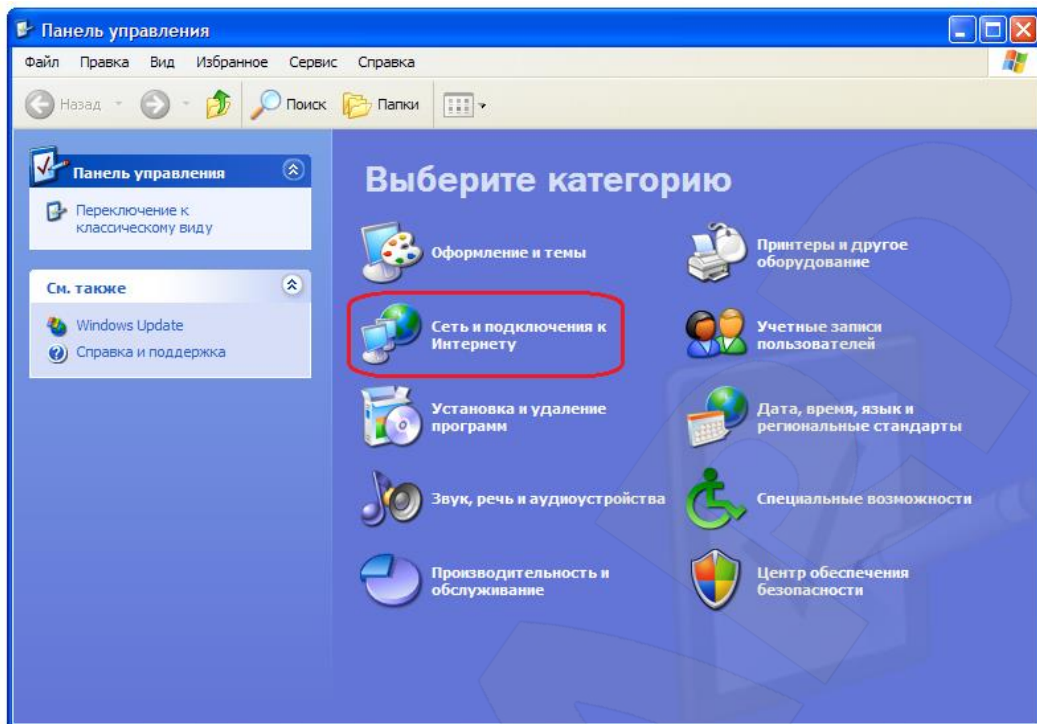 Панель управления
Файл Правка Вид Избранное Сервис Справка
Назад Поиск Папки
Панель управления
Переключение к
классическому виду
См. также
Windows Update
Справка и поддержка
Выберите категорию
Оформление и темы
Принтеры и другое
оборудование
Сеть и подключения к
Интернету
Учетные записи
пользователей
Установка и удаление
программ
Дата, время, язык и
региональные стандарты
Звук, речь и аудиоустройства
Специальные возможности
Производительность и
обслуживание
Центр обеспечения
безопасности